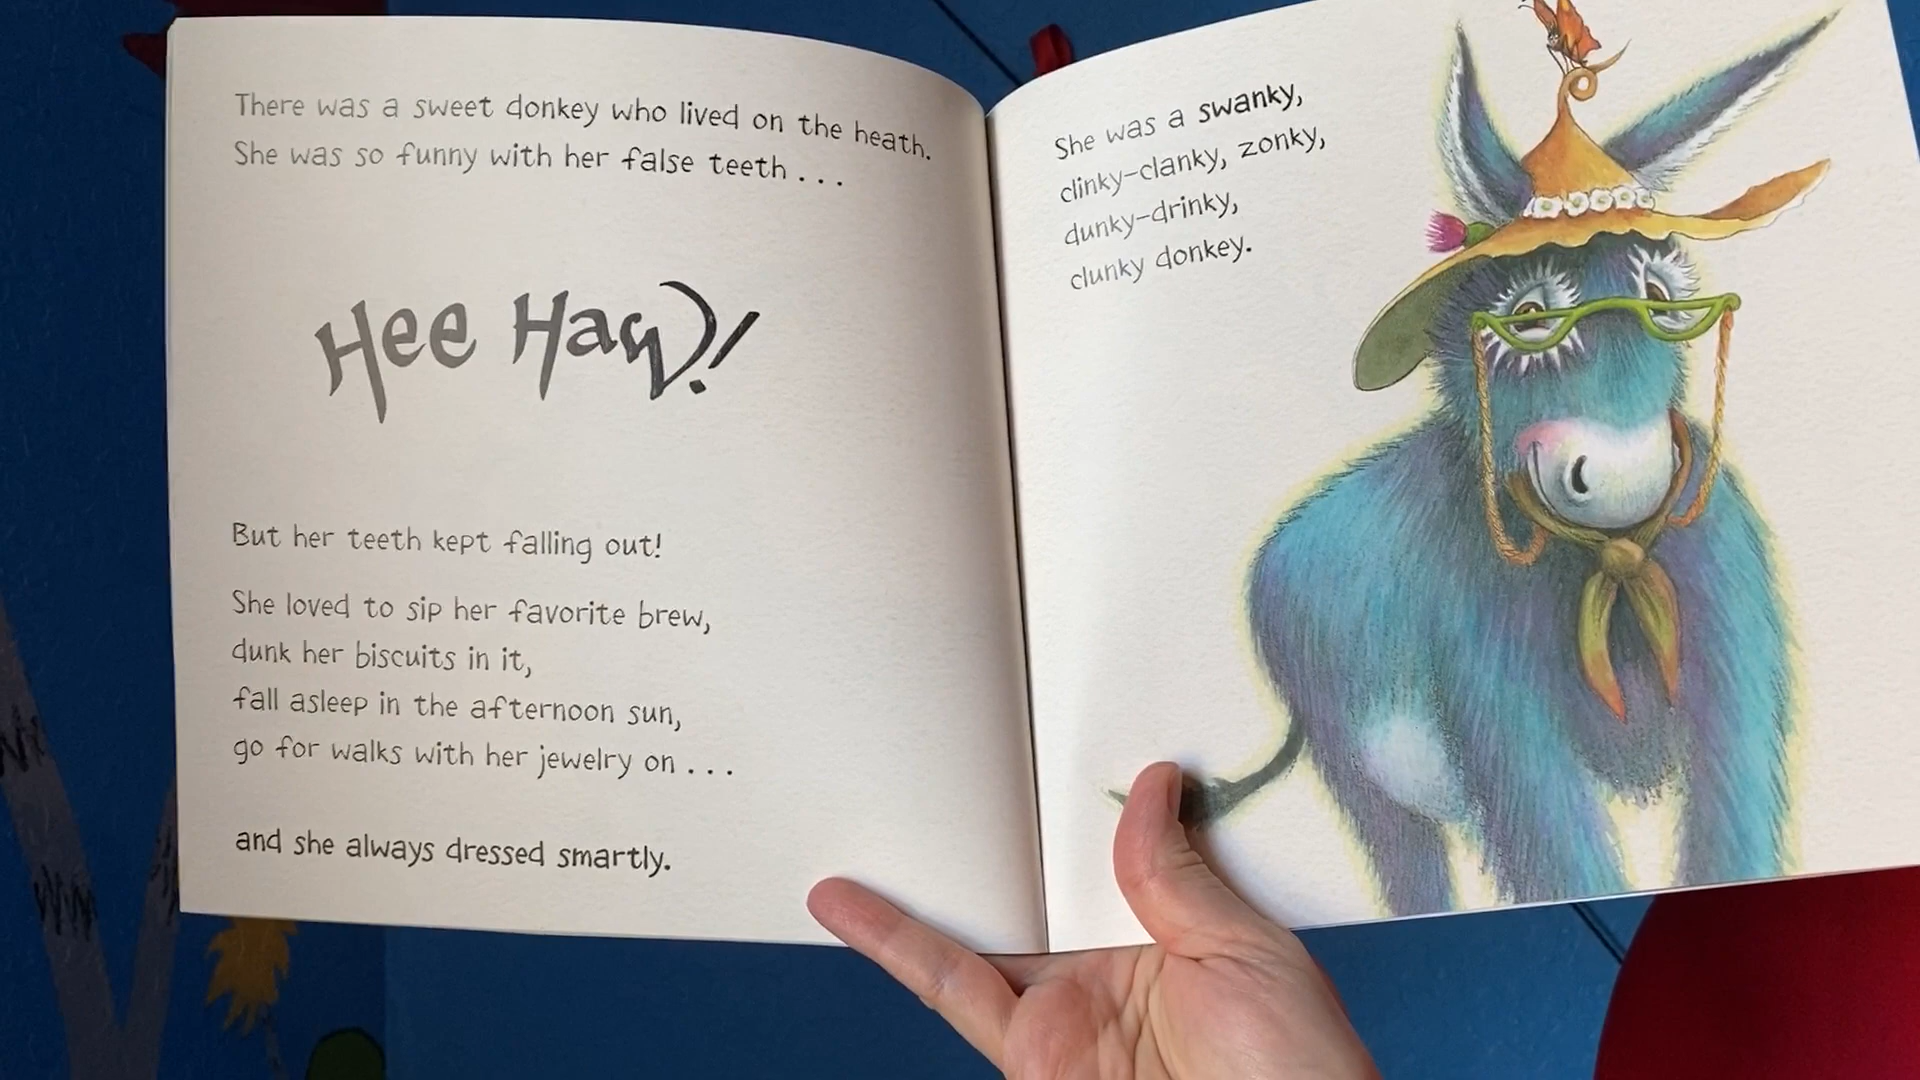 There was a sweet donkey who lived on the heath.
She was so funny with her false teeth . . .
Hee Haw!
But her teeth kept falling out!
She loved to sip her favorite brew,
dunk her biscuits in it,
fall asleep in the afternoon sun,
go for walks with her jewelry on . . .
and she always dressed smartly.
She was a swanky,
clinky-clanky, zonky,
dunky-drinky,
clunky donkey.